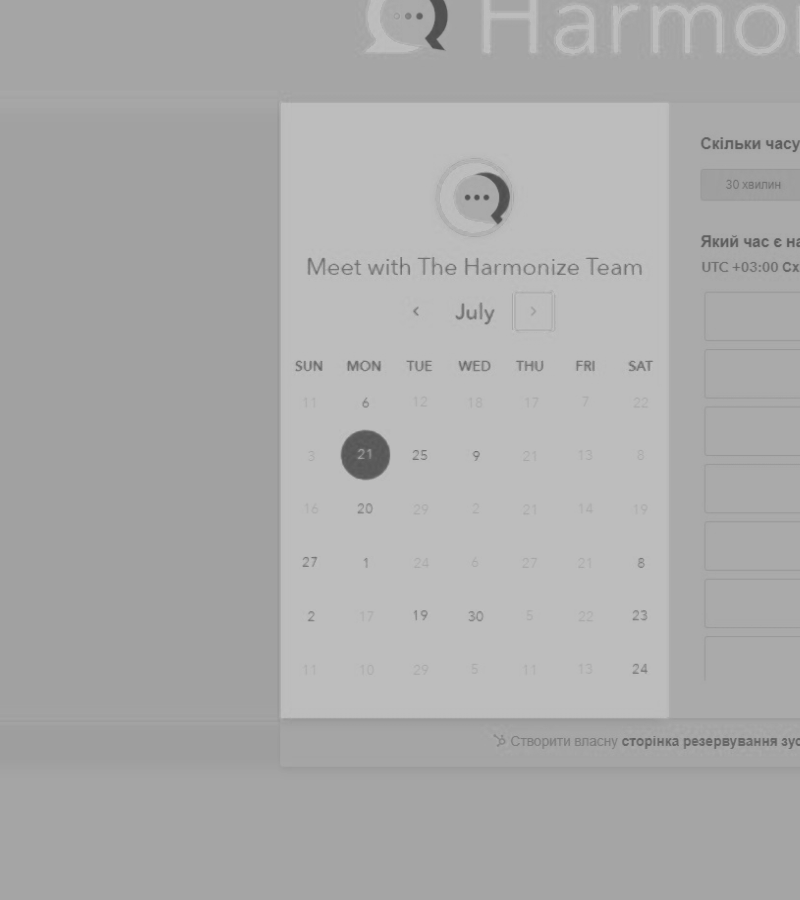 Harmo
Meet with The Harmonize Team
‹ July ›
SUN MON TUE WED THU FRI SAT
11 6 12 18 17 7 22
3 21 25 9 21 13 8
16 20 29 2 21 14 19
27 1 24 6 27 21 8
2 17 19 30 5 22 23
11 10 29 5 11 13 24
Скільки часу
30 хвилин
Який час є на
UTC +03:00 Сх
Створити власну сторінка резервування зус